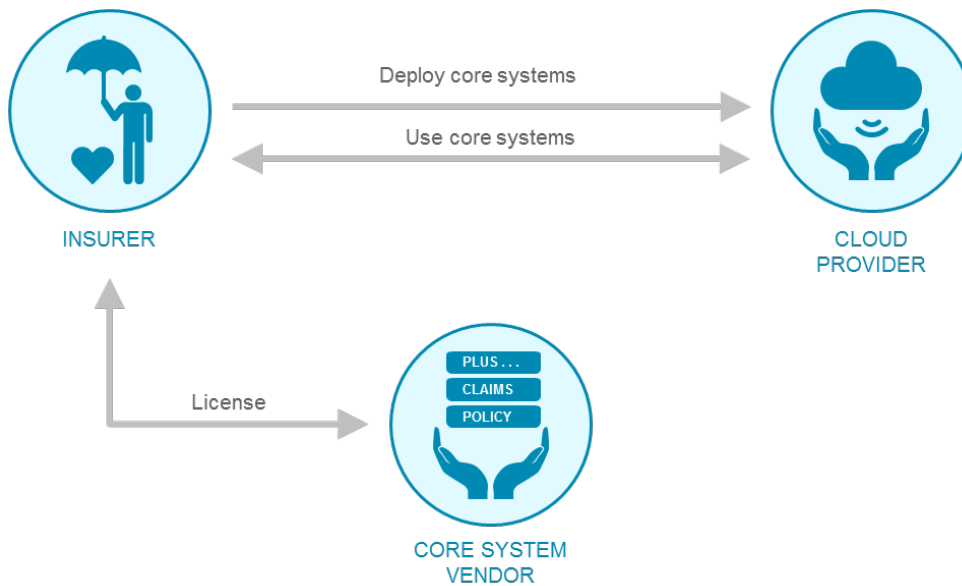 Deploy core systems
Use core systems
INSURER
CLOUD
PROVIDER
License
PLUS . . .
CLAIMS
POLICY
CORE SYSTEM
VENDOR